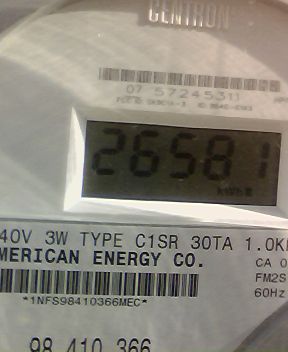 CENTRON
07 57245311
26581
kWh
40V 3W TYPE C1SR 30TA 1.0K
MERICAN ENERGY CO.
CA 0
FM2S
*1NFS98410366MEC*
60Hz
98 410 366